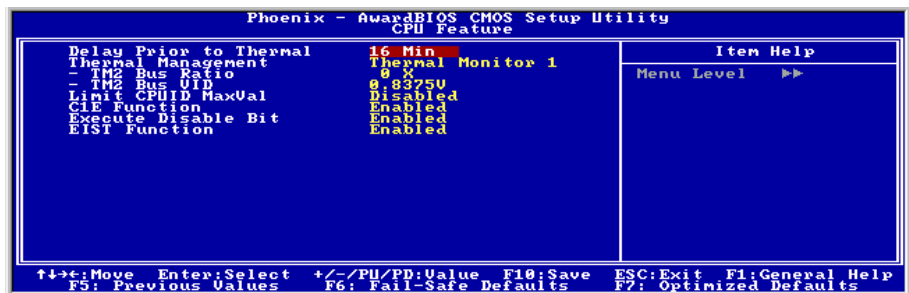 Phoenix - AwardBIOS CMOS Setup Utility
CPU Feature
Delay Prior to Thermal 16 Min
Thermal Management Thermal Monitor 1
- TM2 Bus Ratio 0 X
- TM2 Bus VID 0.8375V
Limit CPUID MaxVal Disabled
C1E Function Enabled
Execute Disable Bit Enabled
EIST Function Enabled
Item Help
Menu Level ▶▶
↑↓→←:Move Enter:Select +/-/PU/PD:Value F10:Save ESC:Exit F1:General Help
F5: Previous Values F6: Fail-Safe Defaults F7: Optimized Defaults